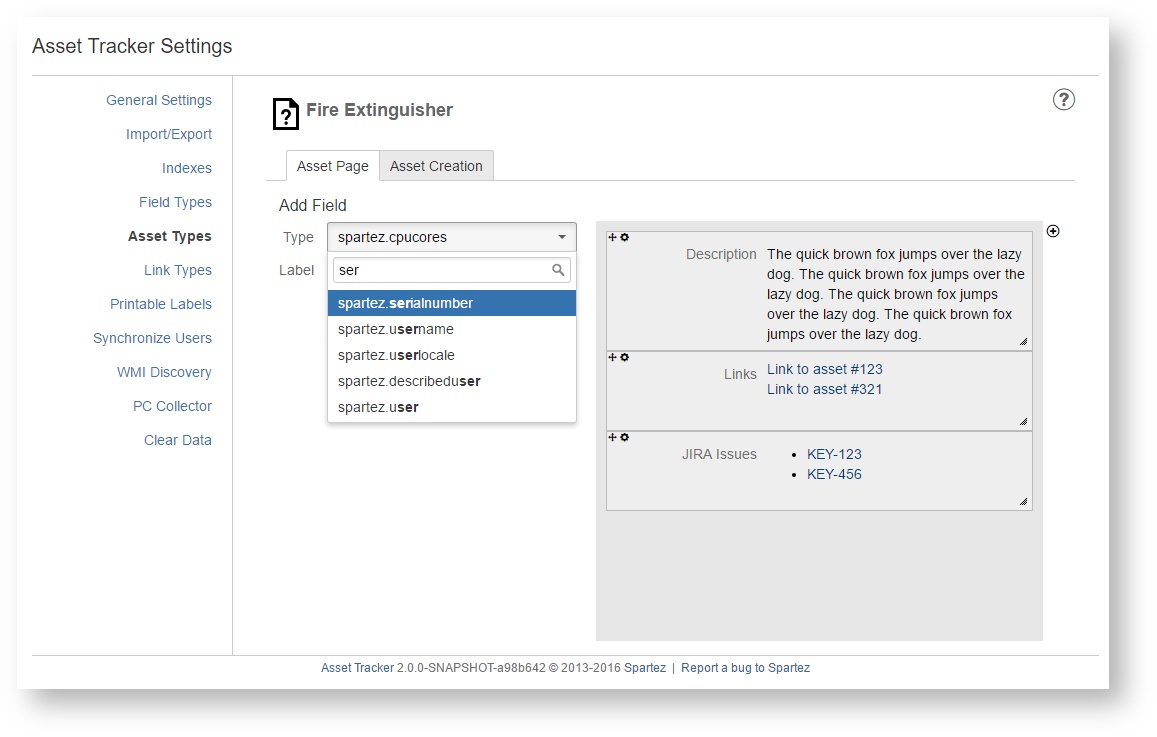 Asset Tracker Settings
General Settings
Import/Export
Indexes
Field Types
Asset Types
Link Types
Printable Labels
Synchronize Users
WMI Discovery
PC Collector
Clear Data
? Fire Extinguisher
?
Asset Page
Asset Creation
Add Field
Type
spartez.cpucores
Label
ser
spartez.serialnumber
spartez.username
spartez.userlocale
spartez.describeduser
spartez.user
Description
The quick brown fox jumps over the lazy
dog. The quick brown fox jumps over the
lazy dog. The quick brown fox jumps
over the lazy dog. The quick brown fox
jumps over the lazy dog.
Links
Link to asset #123
Link to asset #321
JIRA Issues
• KEY-123
• KEY-456
Asset Tracker 2.0.0-SNAPSHOT-a98b642 © 2013-2016 Spartez | Report a bug to Spartez